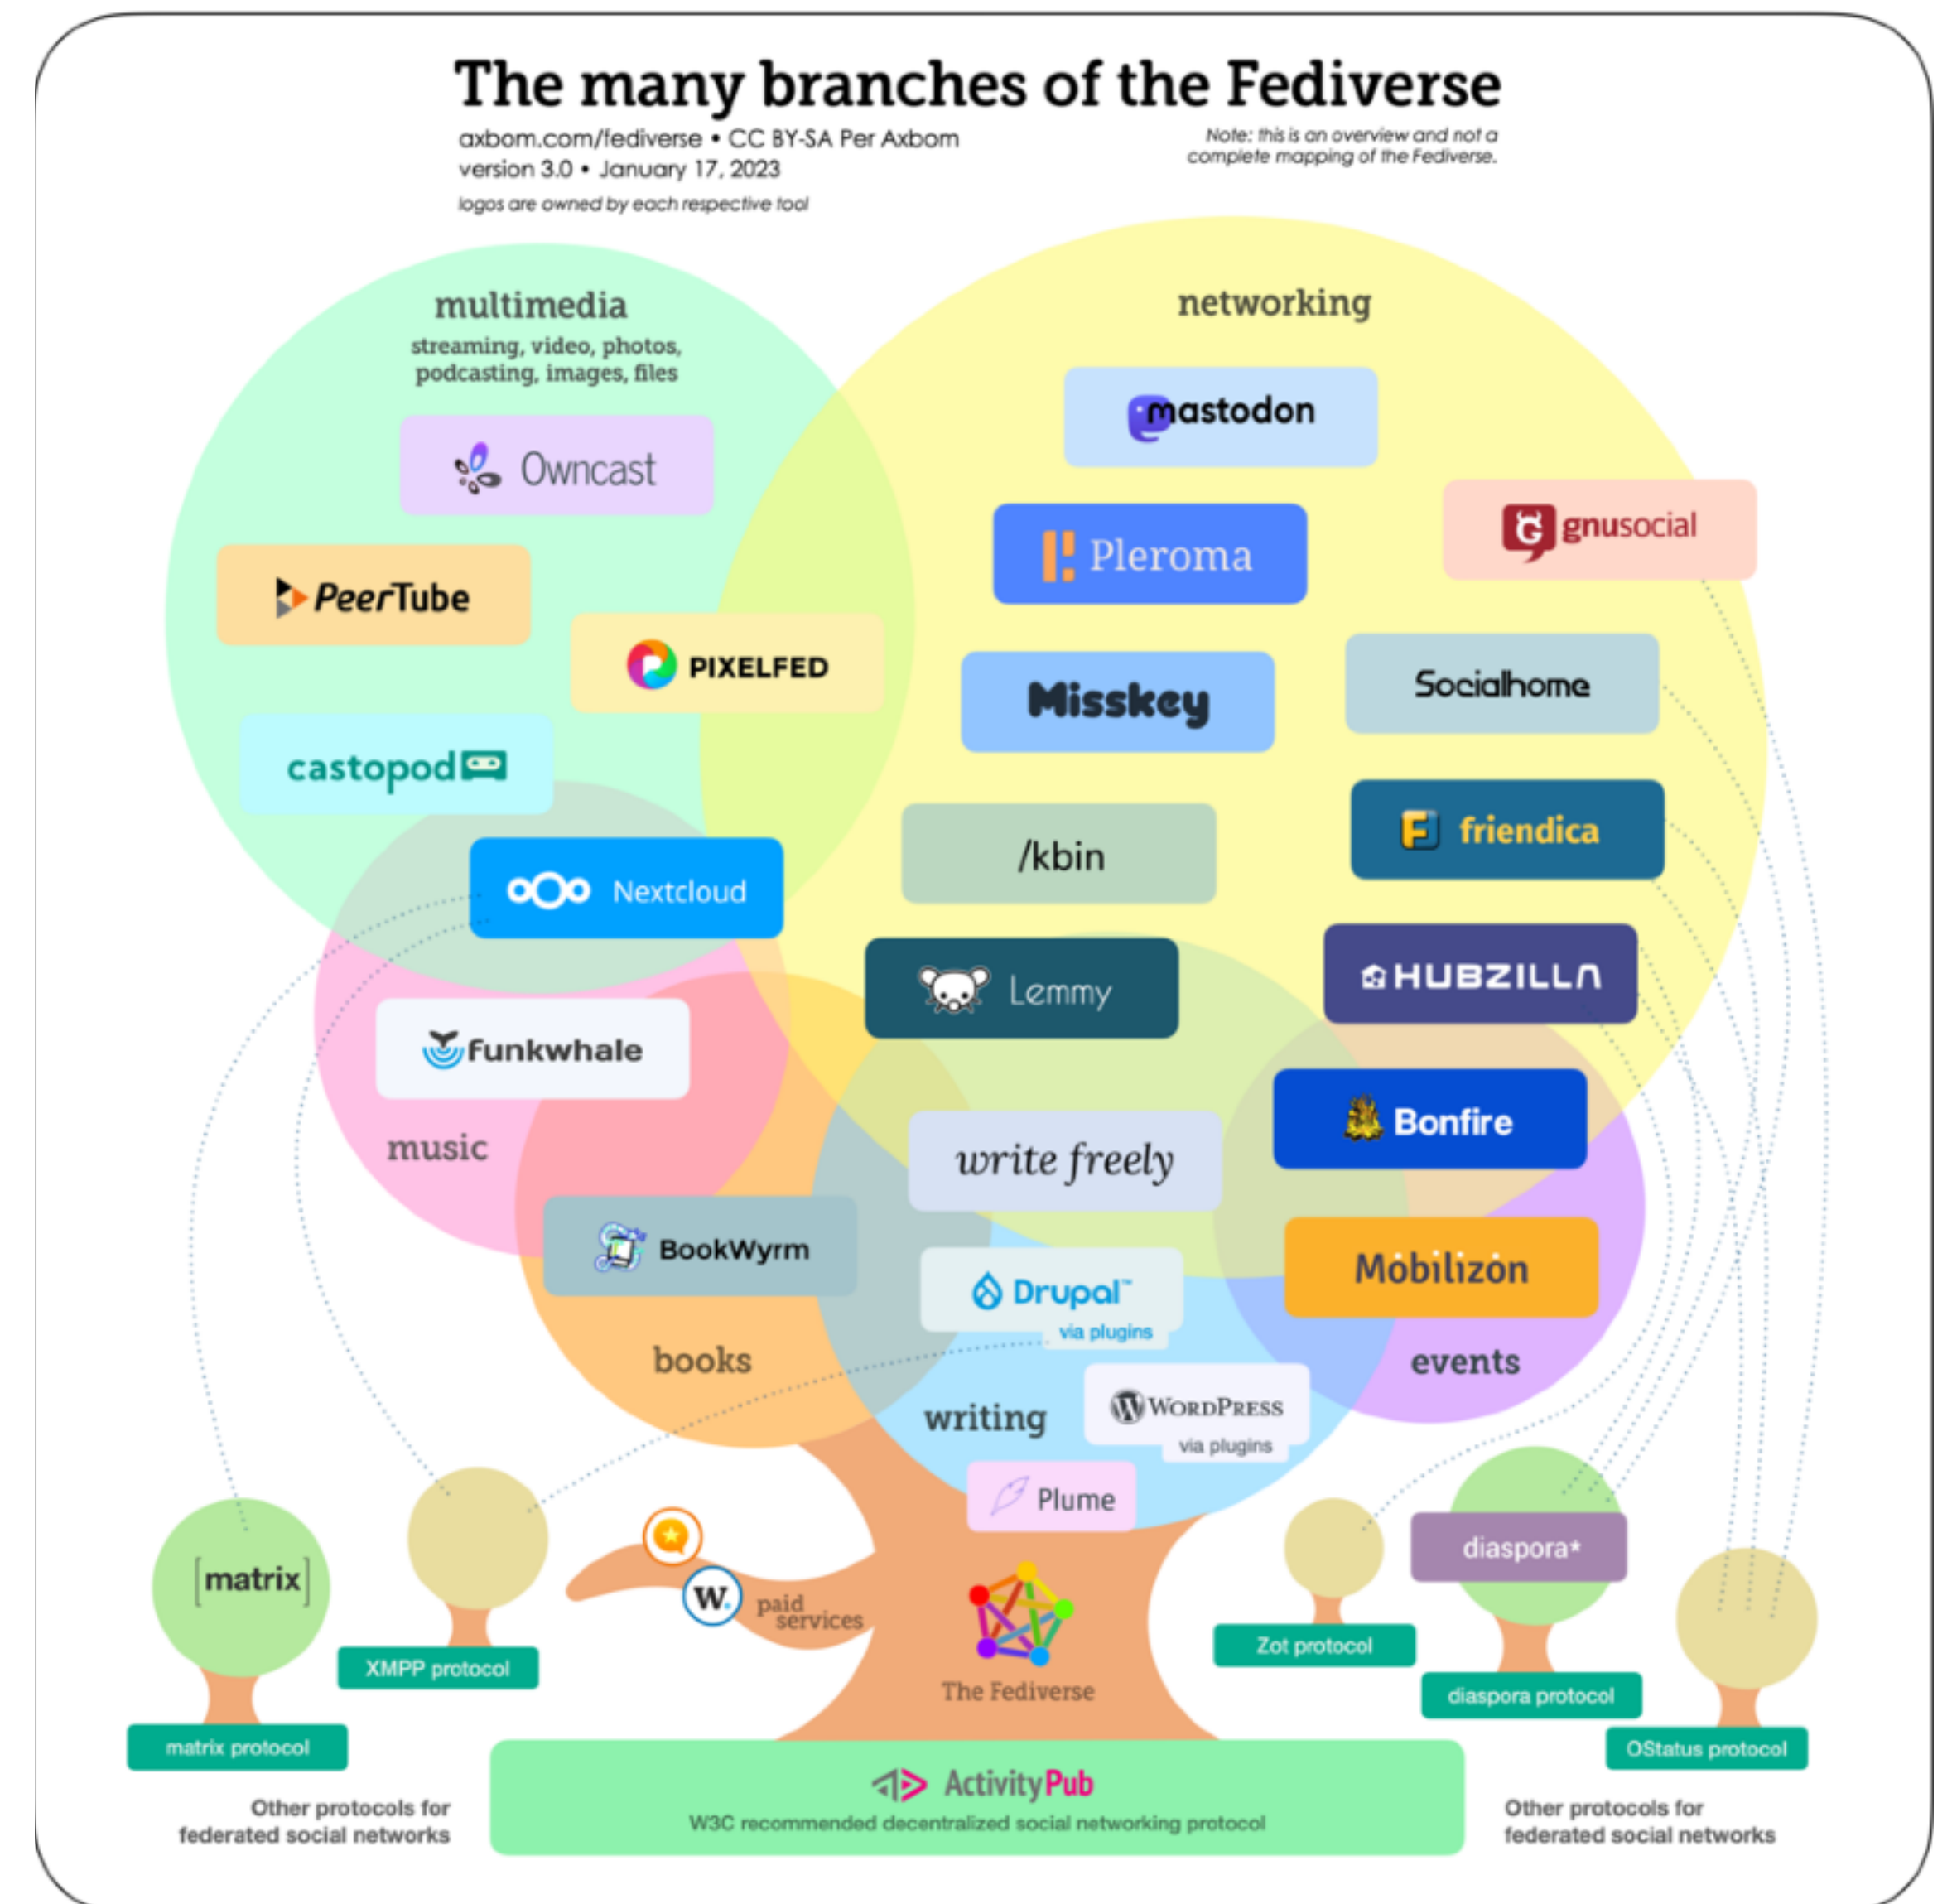 The many branches of the Fediverse
axbom.com/fediverse • CC BY-SA Per Axbom
version 3.0 • January 17, 2023
logos are owned by each respective tool
Note: this is an overview and not a
complete mapping of the Fediverse.
multimedia
streaming, video, photos,
podcasting, images, files
networking
Owncast
mastodon
PeerTube
Pleroma
gnusocial
PIXELFED
Misskey
Socialhome
castopod
/kbin
friendica
Nextcloud
Lemmy
HUBZILLA
funkwhale
music
write freely
Bonfire
BookWyrm
Drupal™
via plugins
Mobilizon
books
events
writing
WORDPRESS
via plugins
Plume
[matrix]
W.
paid
services
diaspora*
The Fediverse
XMPP protocol
Zot protocol
diaspora protocol
matrix protocol
OStatus protocol
ActivityPub
W3C recommended decentralized social networking protocol
Other protocols for
federated social networks
Other protocols for
federated social networks